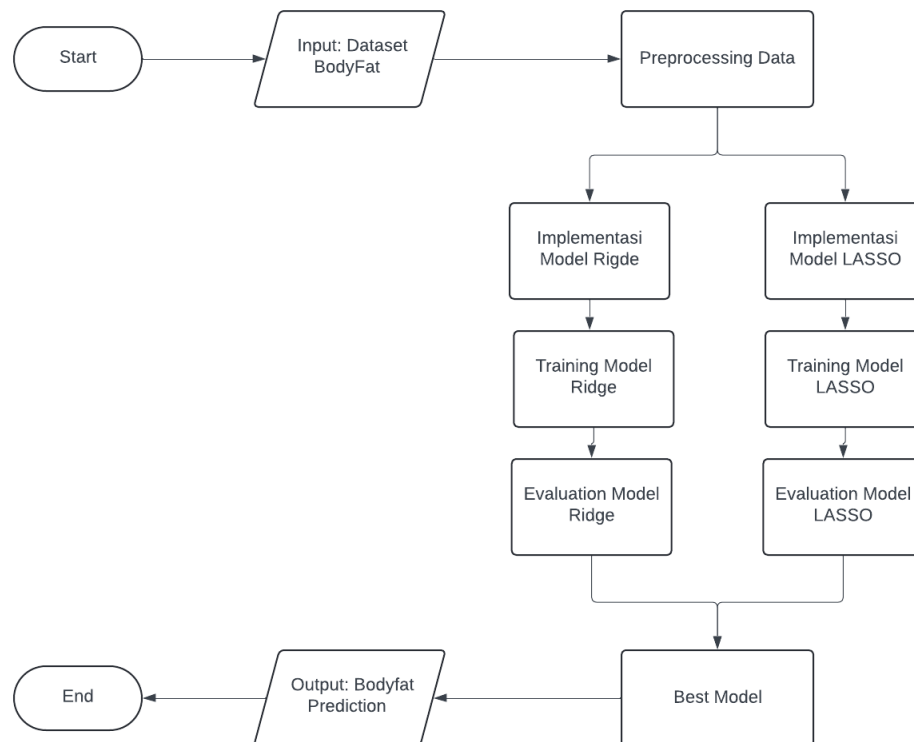 Start
Input: Dataset
BodyFat
Preprocessing Data
Implementasi
Model Rigde
Implementasi
Model LASSO
Training Model
Ridge
Training Model
LASSO
Evaluation Model
Ridge
Evaluation Model
LASSO
End
Output: Bodyfat
Prediction
Best Model